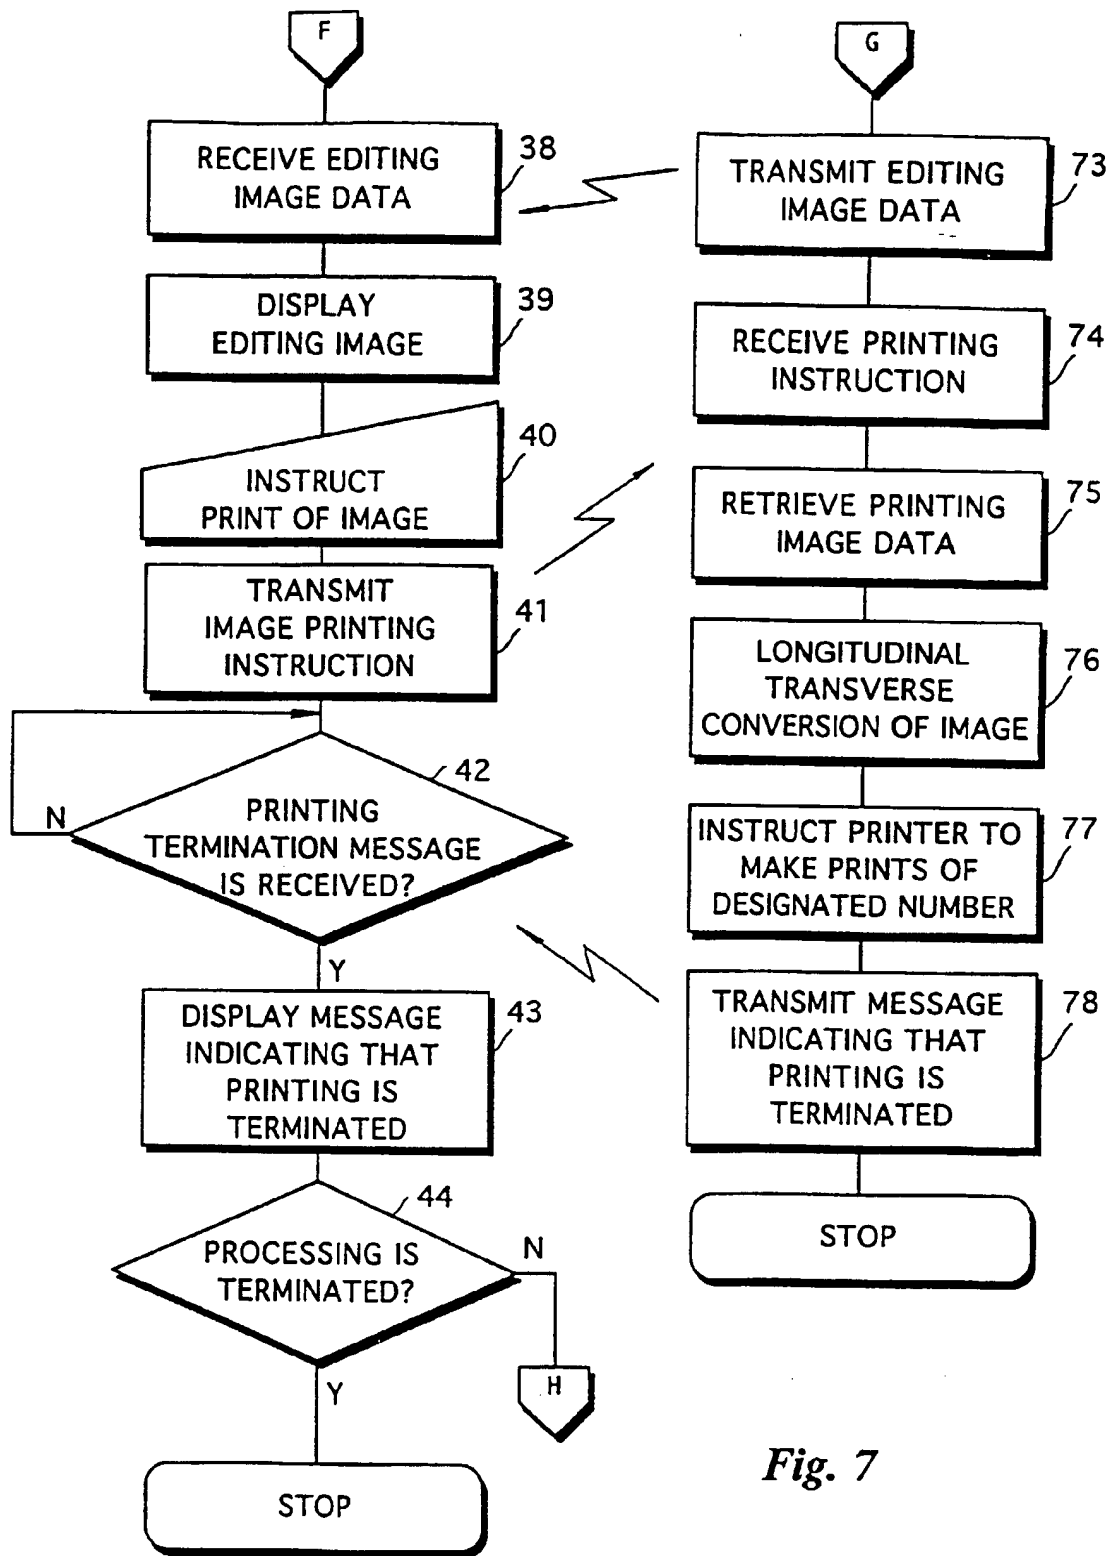 F
RECEIVE EDITING
IMAGE DATA
38
DISPLAY
EDITING IMAGE
39
INSTRUCT
PRINT OF IMAGE
40
TRANSMIT
IMAGE PRINTING
INSTRUCTION
41
PRINTING
TERMINATION MESSAGE
IS RECEIVED?
42
N
Y
DISPLAY MESSAGE
INDICATING THAT
PRINTING IS
TERMINATED
43
PROCESSING IS
TERMINATED?
44
N
H
Y
STOP
G
TRANSMIT EDITING
IMAGE DATA
73
RECEIVE PRINTING
INSTRUCTION
74
RETRIEVE PRINTING
IMAGE DATA
75
LONGITUDINAL
TRANSVERSE
CONVERSION OF IMAGE
76
INSTRUCT PRINTER TO
MAKE PRINTS OF
DESIGNATED NUMBER
77
TRANSMIT MESSAGE
INDICATING THAT
PRINTING IS
TERMINATED
78
STOP
Fig. 7